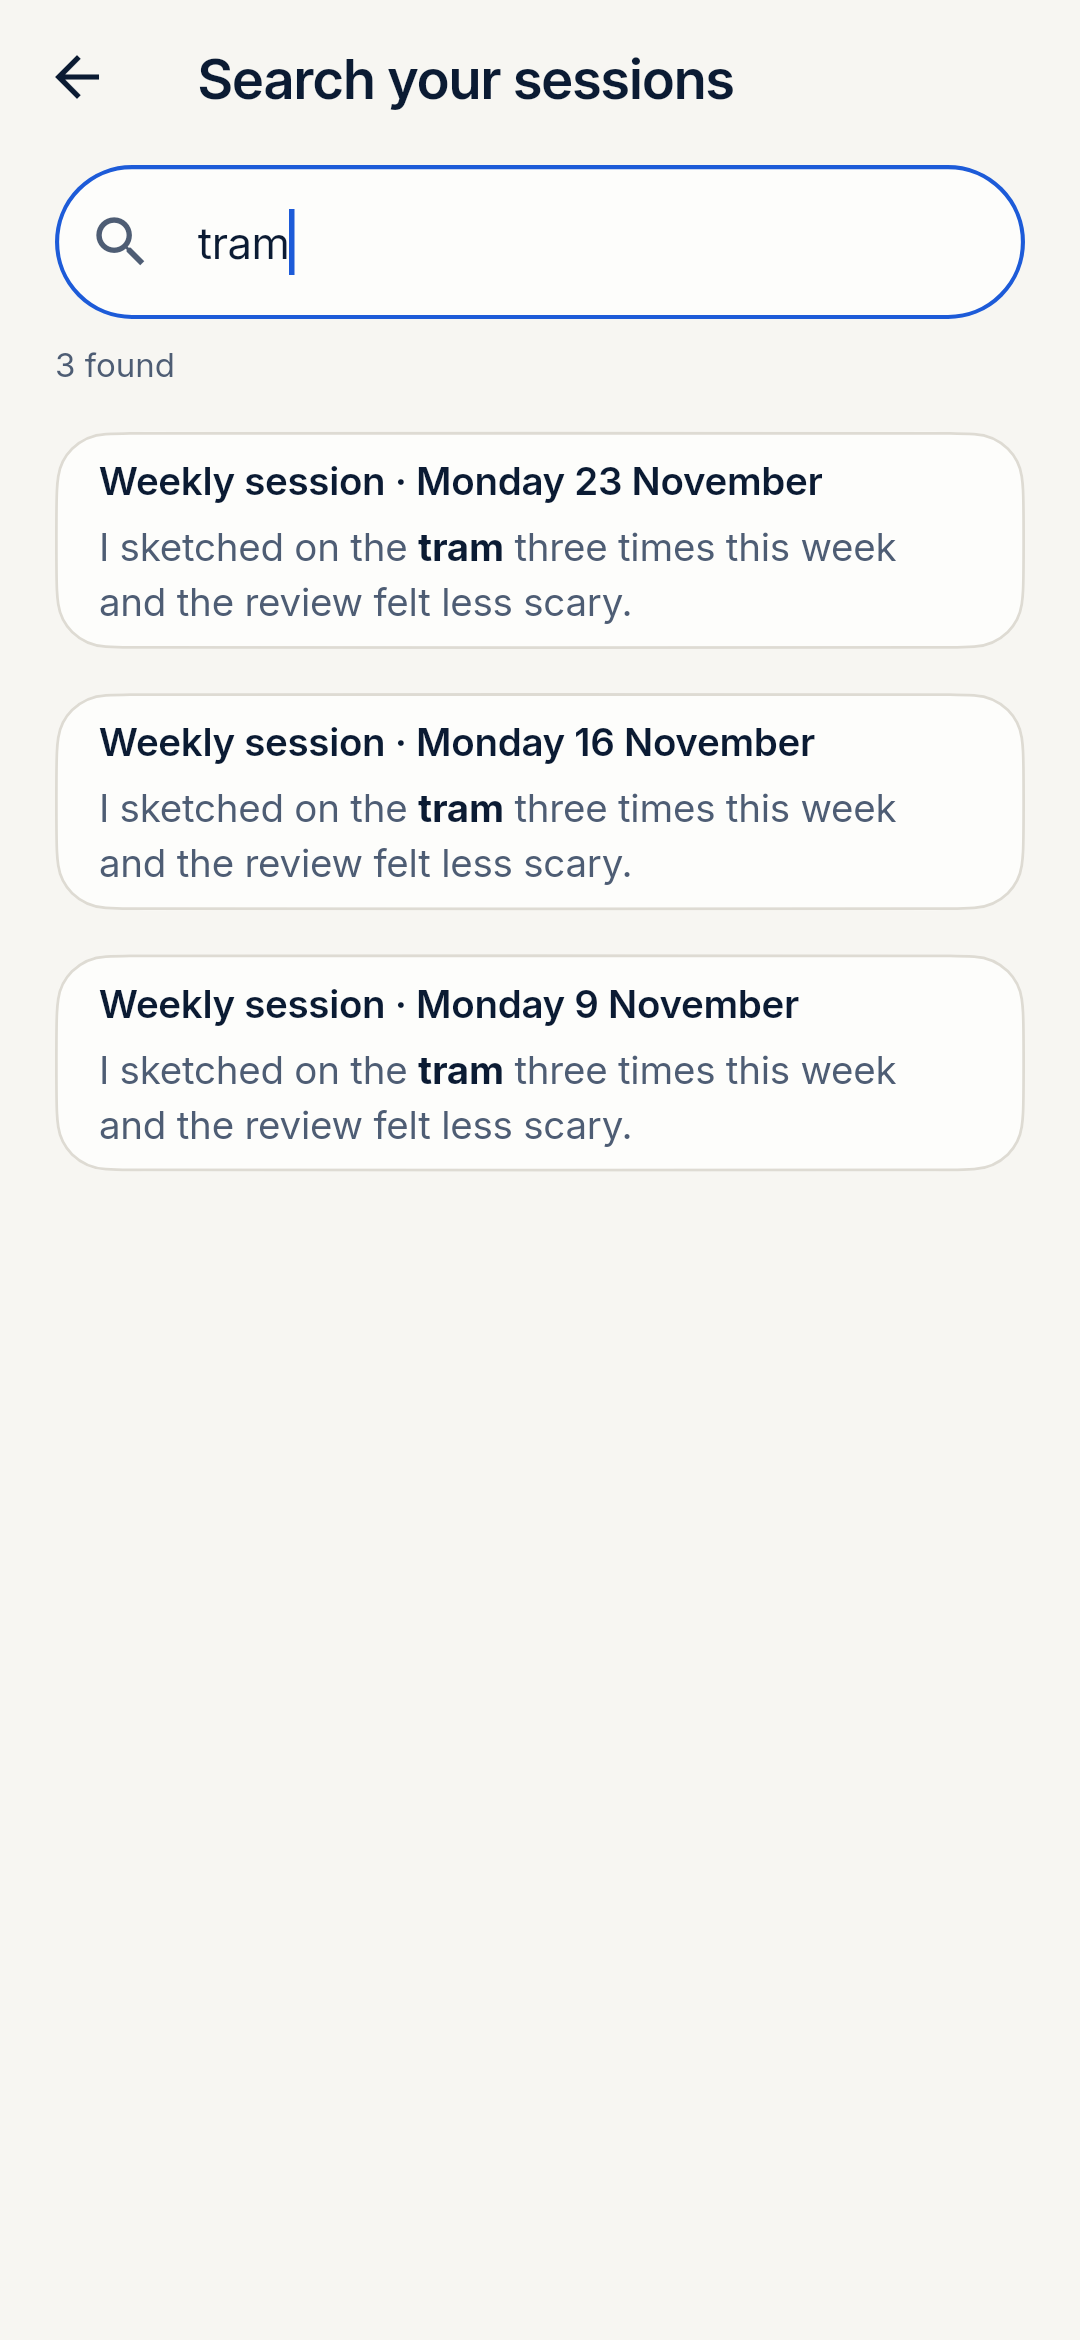 Search your sessions
tram
3 found
Weekly session · Monday 23 November
I sketched on the tram three times this week
and the review felt less scary.
Weekly session · Monday 16 November
I sketched on the tram three times this week
and the review felt less scary.
Weekly session · Monday 9 November
I sketched on the tram three times this week
and the review felt less scary.